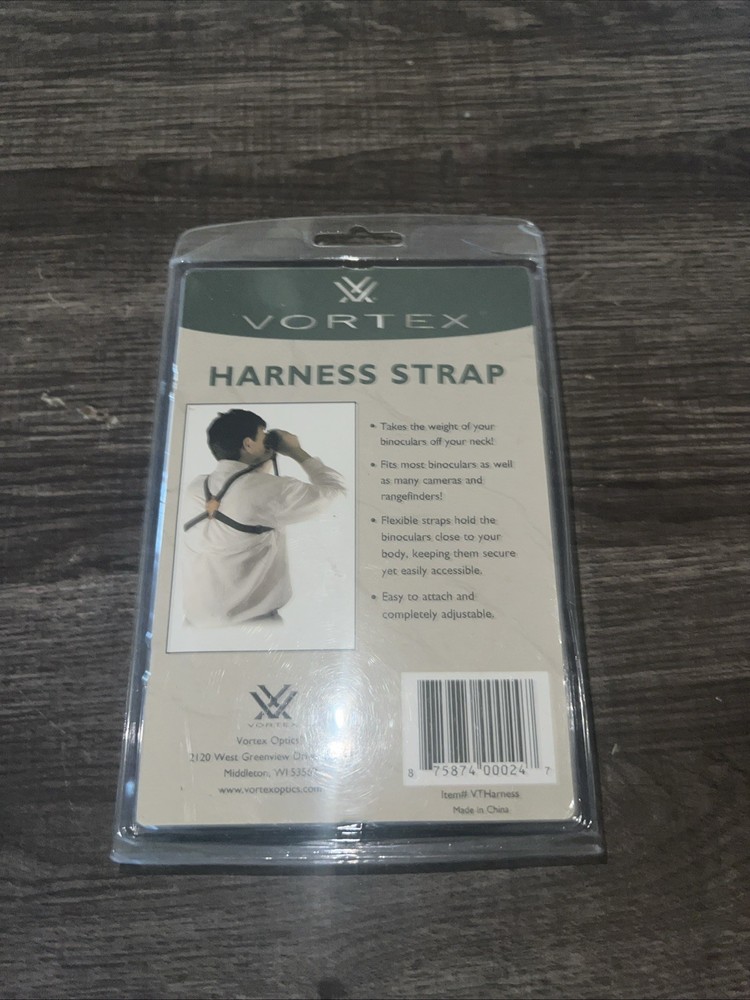 VORTEX
HARNESS STRAP
• Takes the weight of your
binoculars off your neck!
• Fits most binoculars as well
as many cameras and
rangefinders!
• Flexible straps hold the
binoculars close to your
body, keeping them secure
yet easily accessible.
• Easy to attach and
completely adjustable.
VORTEX
Vortex Optics
2120 West Greenview
Middleton, WI
www.vortexoptics.com
8 75874 00024 7
Item# VTHarness
Made in China